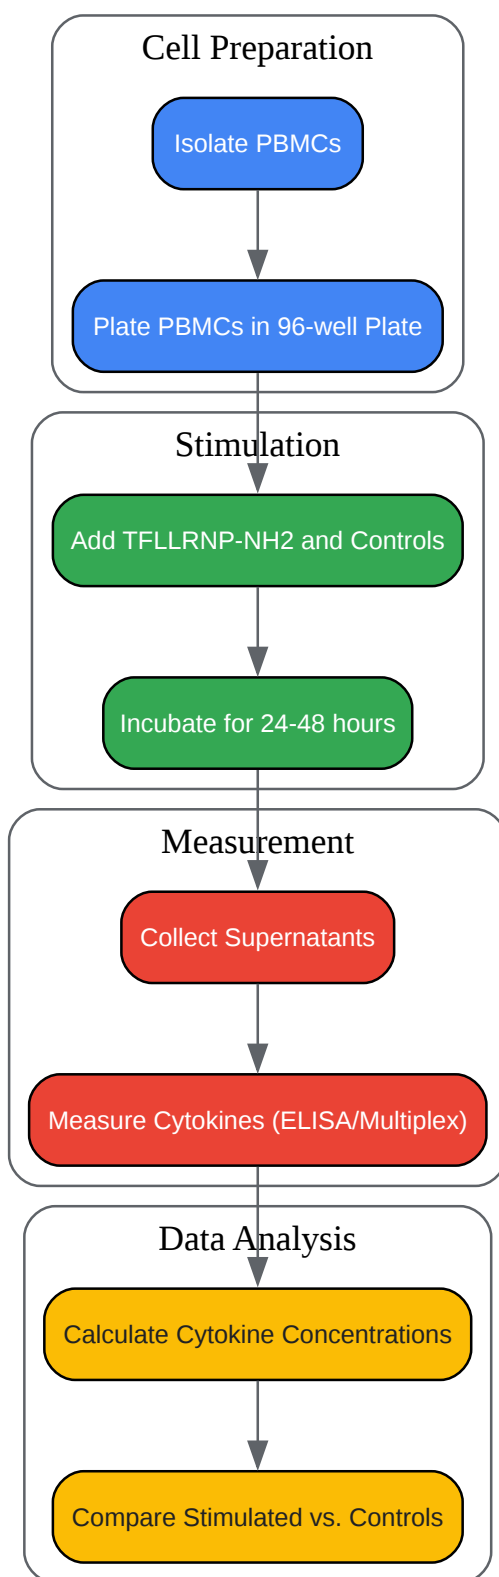 Cell Preparation
Isolate PBMCs
Plate PBMCs in 96-well Plate
Stimulation
Add TFLLRNP-NH2 and Controls
Incubate for 24-48 hours
Measurement
Collect Supernatants
Measure Cytokines (ELISA/Multiplex)
Data Analysis
Calculate Cytokine Concentrations
Compare Stimulated vs. Controls